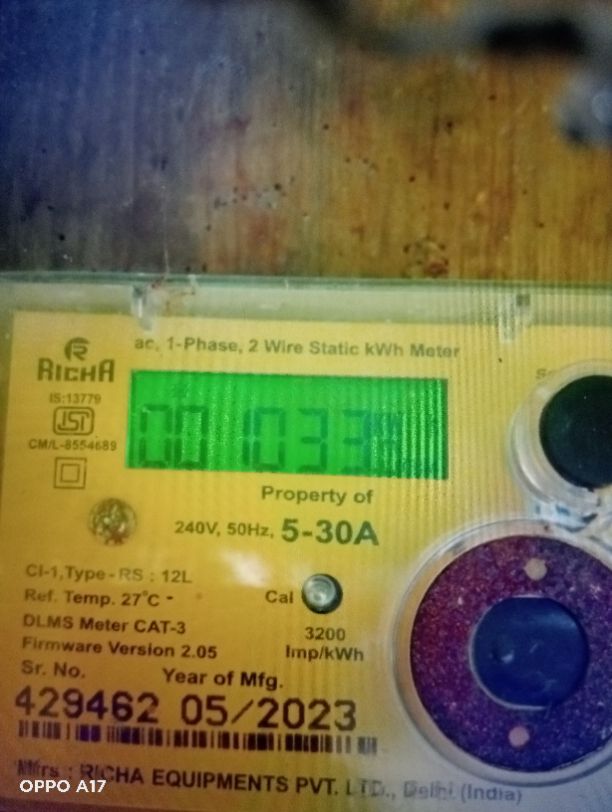 ac, 1-Phase, 2 Wire Static kWh Meter
RICHA
IS:13779
ISI
CM/L-8554689
001033
Property of
240V, 50Hz, 5-30A
Cl-1,Type-RS : 12L
Ref. Temp. 27°C
Cal
DLMS Meter CAT-3
3200
Imp/kWh
Firmware Version 2.05
Sr. No. Year of Mfg.
429462 05/2023
Mfrs : RICHA EQUIPMENTS PVT. LTD., Delhi (India)
OPPO A17